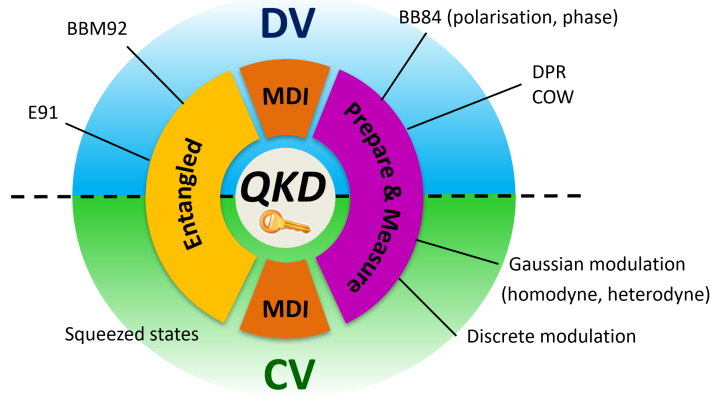 DV
BBM92
BB84 (polarisation, phase)
E91
DPR
COW
MDI
Entangled
QKD
Prepare & Measure
MDI
Gaussian modulation
(homodyne, heterodyne)
Squeezed states
Discrete modulation
CV